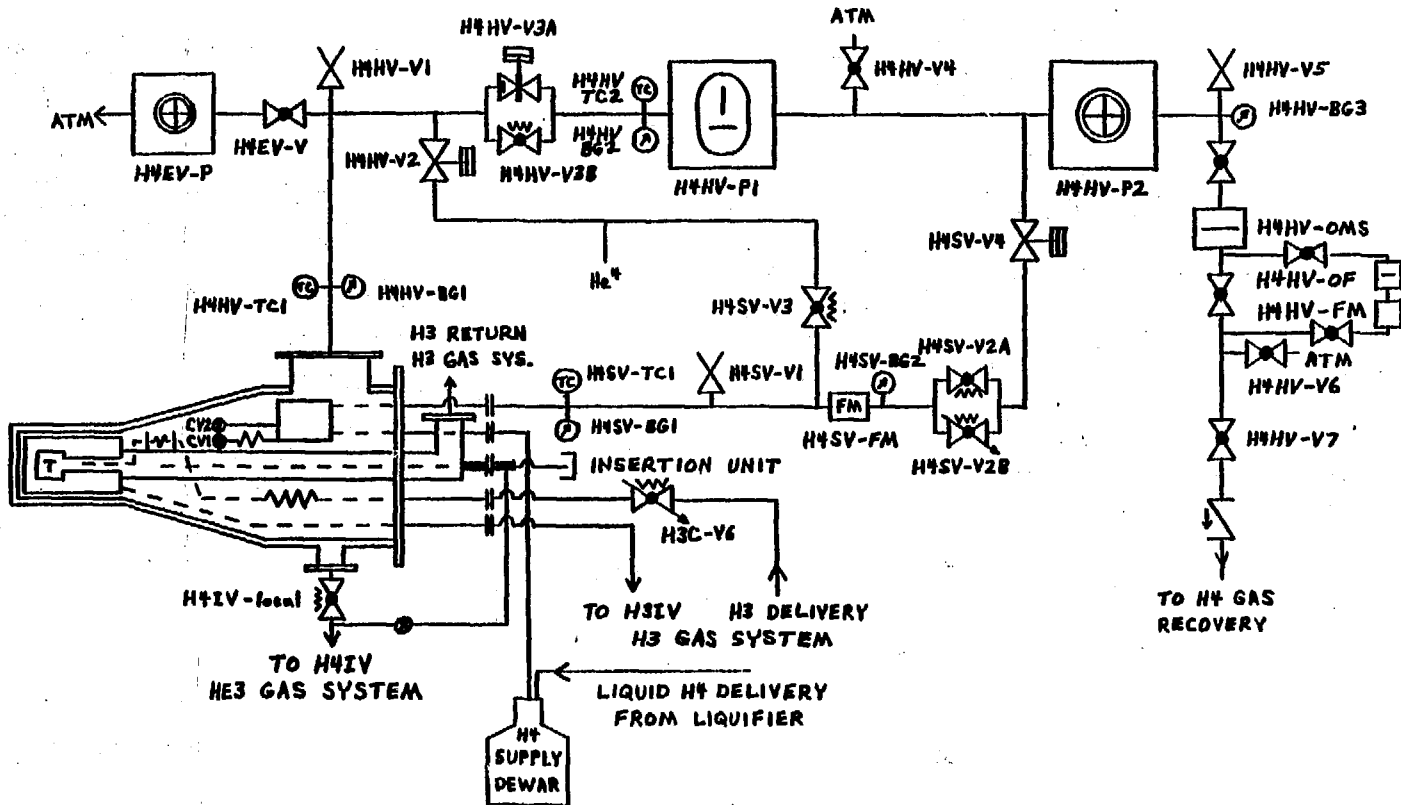 ATM
H4HV-V3A
H4HV-V1
H4HV
TC2
TC
H4HV-V4
H4HV-V5
H4HV-BG3
ATM
H4EV-P
H4EV-V
H4HV-V2
H4HV-V3B
H4HV
BG2
H4HV-P1
H4HV-P2
H4HV-OMS
H4SV-V4
He⁴
TC
H4HV-BG1
H4HV-TC1
H4SV-V3
H4HV-OF
H4HV-FM
H3 RETURN
H3 GAS SYS.
TC
H4SV-TC1
H4SV-V1
H4SV-BG2
H4SV-V2A
ATM
H4HV-V6
FM
H4SV-BG1
H4SV-FM
H4SV-V2B
H4HV-V7
CV2
CV1
T
INSERTION UNIT
H3C-V6
H4IV-local
TO H3IV
H3 DELIVERY
H3 GAS SYSTEM
TO H4 GAS
RECOVERY
TO H4IV
HE3 GAS SYSTEM
LIQUID H4 DELIVERY
FROM LIQUIFIER
H4
SUPPLY
DEWAR